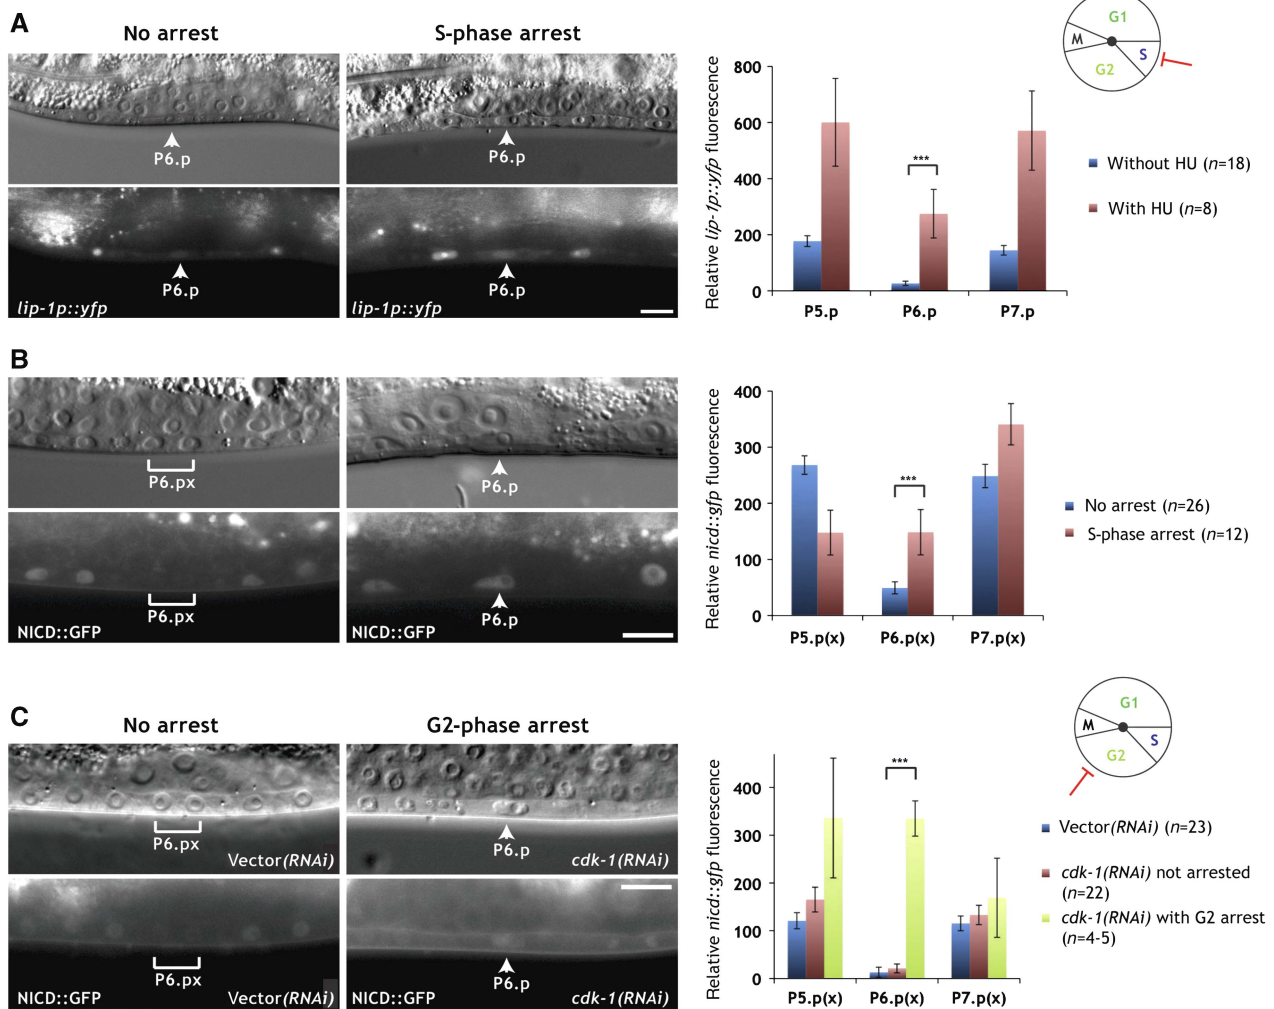 A
No arrest
S-phase arrest
P6.p
P6.p
P6.p
P6.p
lip-1p::yfp
lip-1p::yfp
Relative lip-1p::yfp fluorescence
800
600
400
200
0
***
P5.p
P6.p
P7.p
G1
M
S
G2
Without HU (n=18)
With HU (n=8)
B
P6.px
P6.p
P6.px
P6.p
NICD::GFP
NICD::GFP
Relative nicd::gfp fluorescence
400
300
200
100
0
***
P5.p(x)
P6.p(x)
P7.p(x)
No arrest (n=26)
S-phase arrest (n=12)
C
No arrest
G2-phase arrest
P6.px
P6.p
Vector(RNAi)
cdk-1(RNAi)
P6.px
P6.p
NICD::GFP
Vector(RNAi)
NICD::GFP
cdk-1(RNAi)
Relative nicd::gfp fluorescence
400
300
200
100
0
***
P5.p(x)
P6.p(x)
P7.p(x)
G1
M
S
G2
Vector(RNAi) (n=23)
cdk-1(RNAi) not arrested
(n=22)
cdk-1(RNAi) with G2 arrest
(n=4-5)